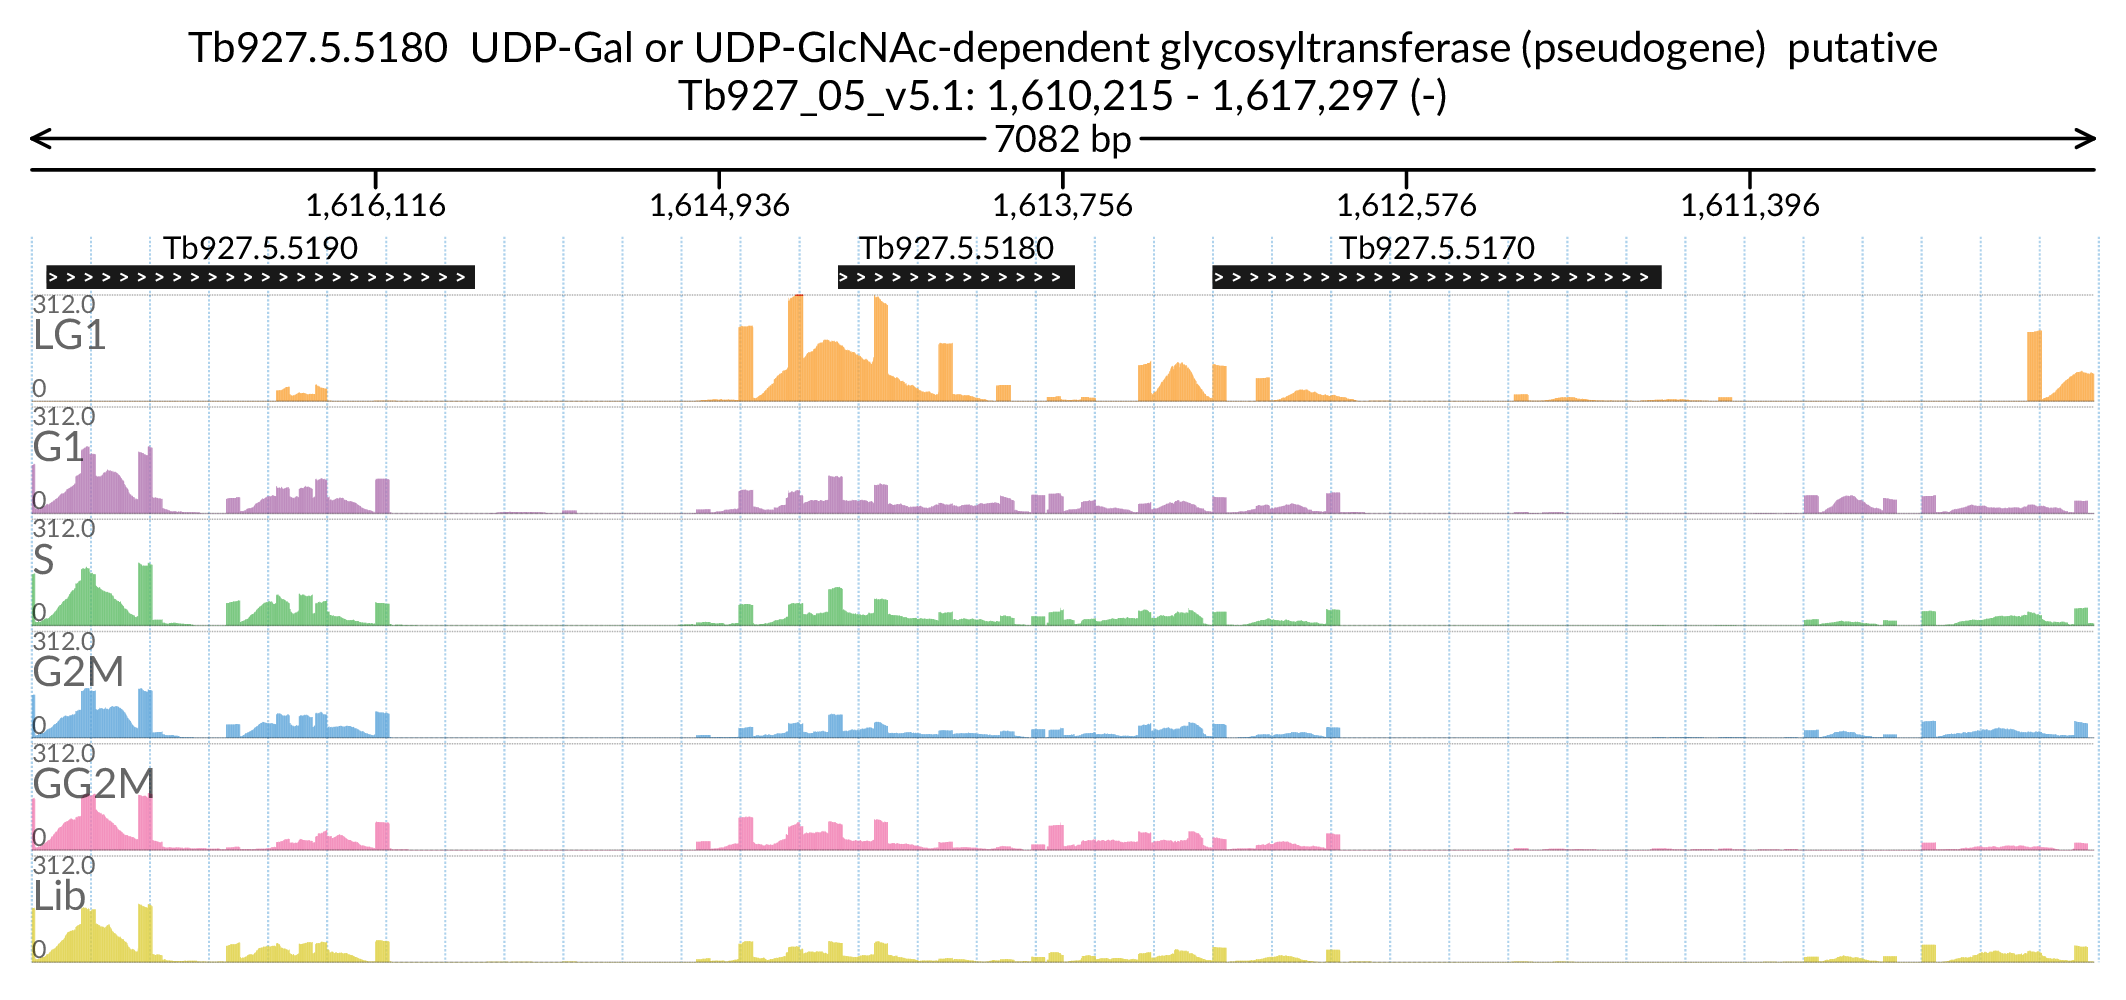 Tb927.5.5180 UDP-Gal or UDP-GlcNAc-dependent glycosyltransferase (pseudogene) putative
Tb927_05_v5.1: 1,610,215 - 1,617,297 (-)
7082 bp
1,616,116 1,614,936 1,613,756 1,612,576 1,611,396
Tb927.5.5190 Tb927.5.5180 Tb927.5.5170
312.0
LG1
0
312.0
G1
0
312.0
S
0
312.0
G2M
0
312.0
GG2M
0
312.0
Lib
0